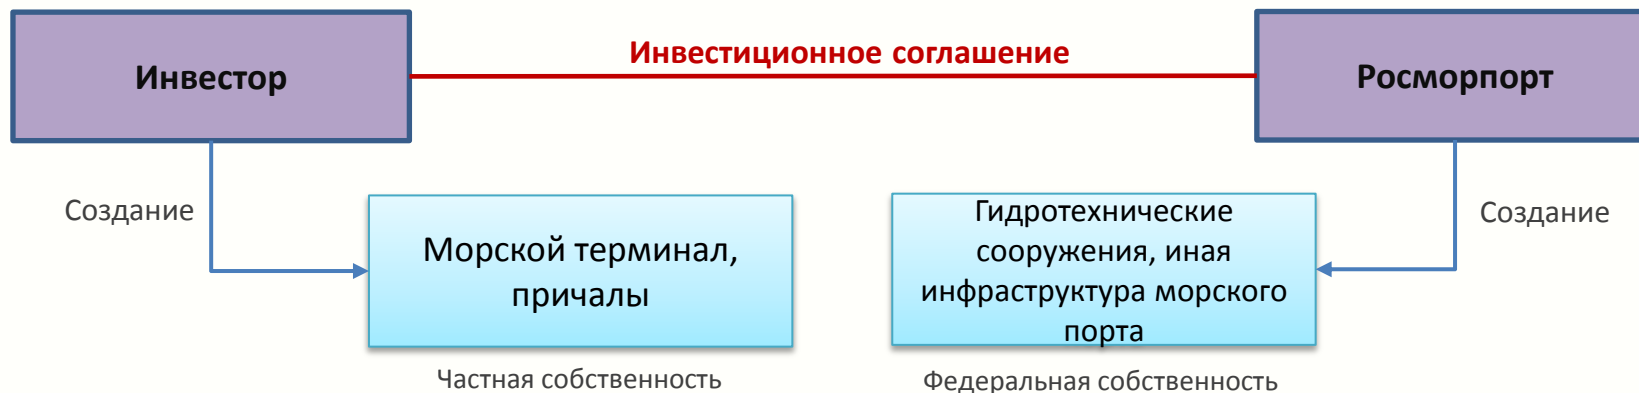 Инвестиционное соглашение
Инвестор
Росморпорт
Создание
Создание
Морской терминал,
причалы
Гидротехнические
сооружения, иная
инфраструктура морского
порта
Частная собственность
Федеральная собственность